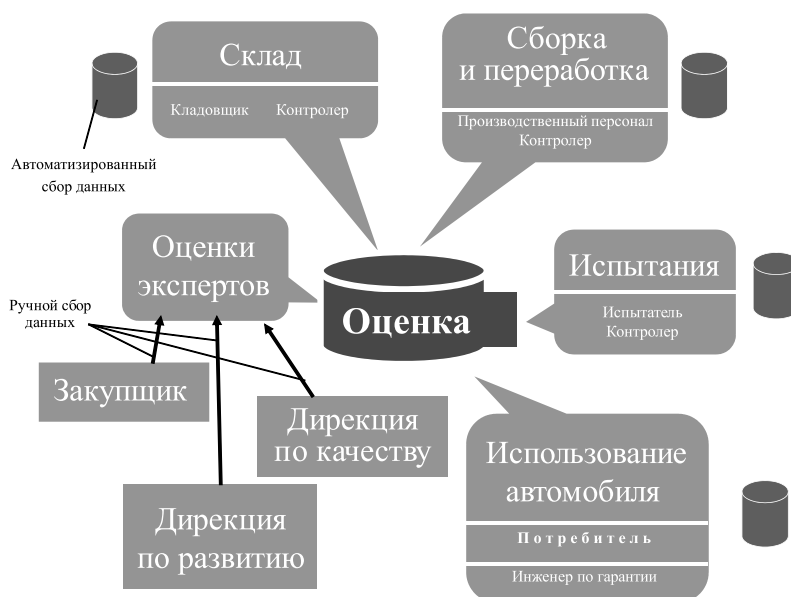 Склад
Кладовщик Контролер
Сборка
и переработка
Производственный персонал
Контролер
Автоматизированный
сбор данных
Оценки
экспертов
Ручной сбор
данных
Оценка
Испытания
Испытатель
Контролер
Закупщик
Дирекция
по качеству
Дирекция
по развитию
Использование
автомобиля
Потребитель
Инженер по гарантии